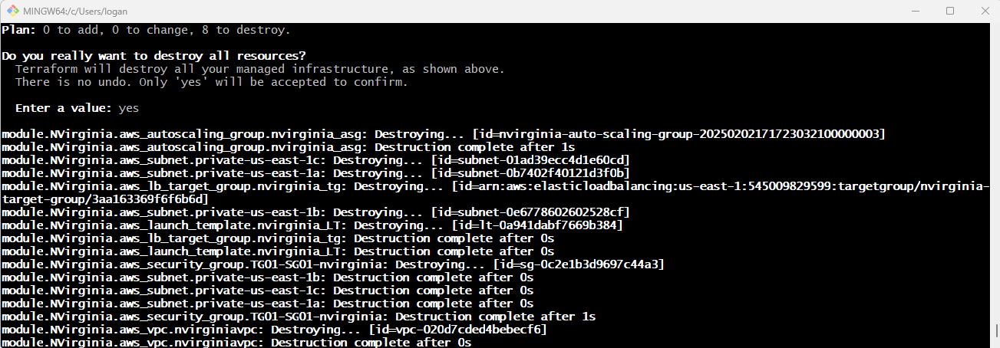 MINGW64:/c/Users/logan
Plan: 0 to add, 0 to change, 8 to destroy.
Do you really want to destroy all resources?
Terraform will destroy all your managed infrastructure, as shown above.
There is no undo. Only 'yes' will be accepted to confirm.
Enter a value: yes
module.NVirginia.aws_autoscaling_group.nvirginia_asg: Destroying... [id=nvirginia-auto-scaling-group-20250202171723032100000003]
module.NVirginia.aws_autoscaling_group.nvirginia_asg: Destruction complete after 1s
module.NVirginia.aws_subnet.private-us-east-1c: Destroying... [id=subnet-01ad39ecc4d1e60cd]
module.NVirginia.aws_subnet.private-us-east-1a: Destroying... [id=subnet-0b7402f40121d3f0b]
module.NVirginia.aws_lb_target_group.nvirginia_tg: Destroying... [id=arn:aws:elasticloadbalancing:us-east-1:545009829599:targetgroup/nvirginia-
target-group/3aa163369f6f6b6d]
module.NVirginia.aws_subnet.private-us-east-1b: Destroying... [id=subnet-0e6778602602528cf]
module.NVirginia.aws_launch_template.nvirginia_LT: Destroying... [id=lt-0a941dabf7669b384]
module.NVirginia.aws_lb_target_group.nvirginia_tg: Destruction complete after 0s
module.NVirginia.aws_launch_template.nvirginia_LT: Destruction complete after 0s
module.NVirginia.aws_security_group.TG01-SG01-nvirginia: Destroying... [id=sg-0c2e1b3d9697c44a3]
module.NVirginia.aws_subnet.private-us-east-1b: Destruction complete after 0s
module.NVirginia.aws_subnet.private-us-east-1c: Destruction complete after 0s
module.NVirginia.aws_subnet.private-us-east-1a: Destruction complete after 0s
module.NVirginia.aws_security_group.TG01-SG01-nvirginia: Destruction complete after 1s
module.NVirginia.aws_vpc.nvirginiavpc: Destroying... [id=vpc-020d7cded4bebecf6]
module.NVirginia.aws_vpc.nvirginiavpc: Destruction complete after 0s